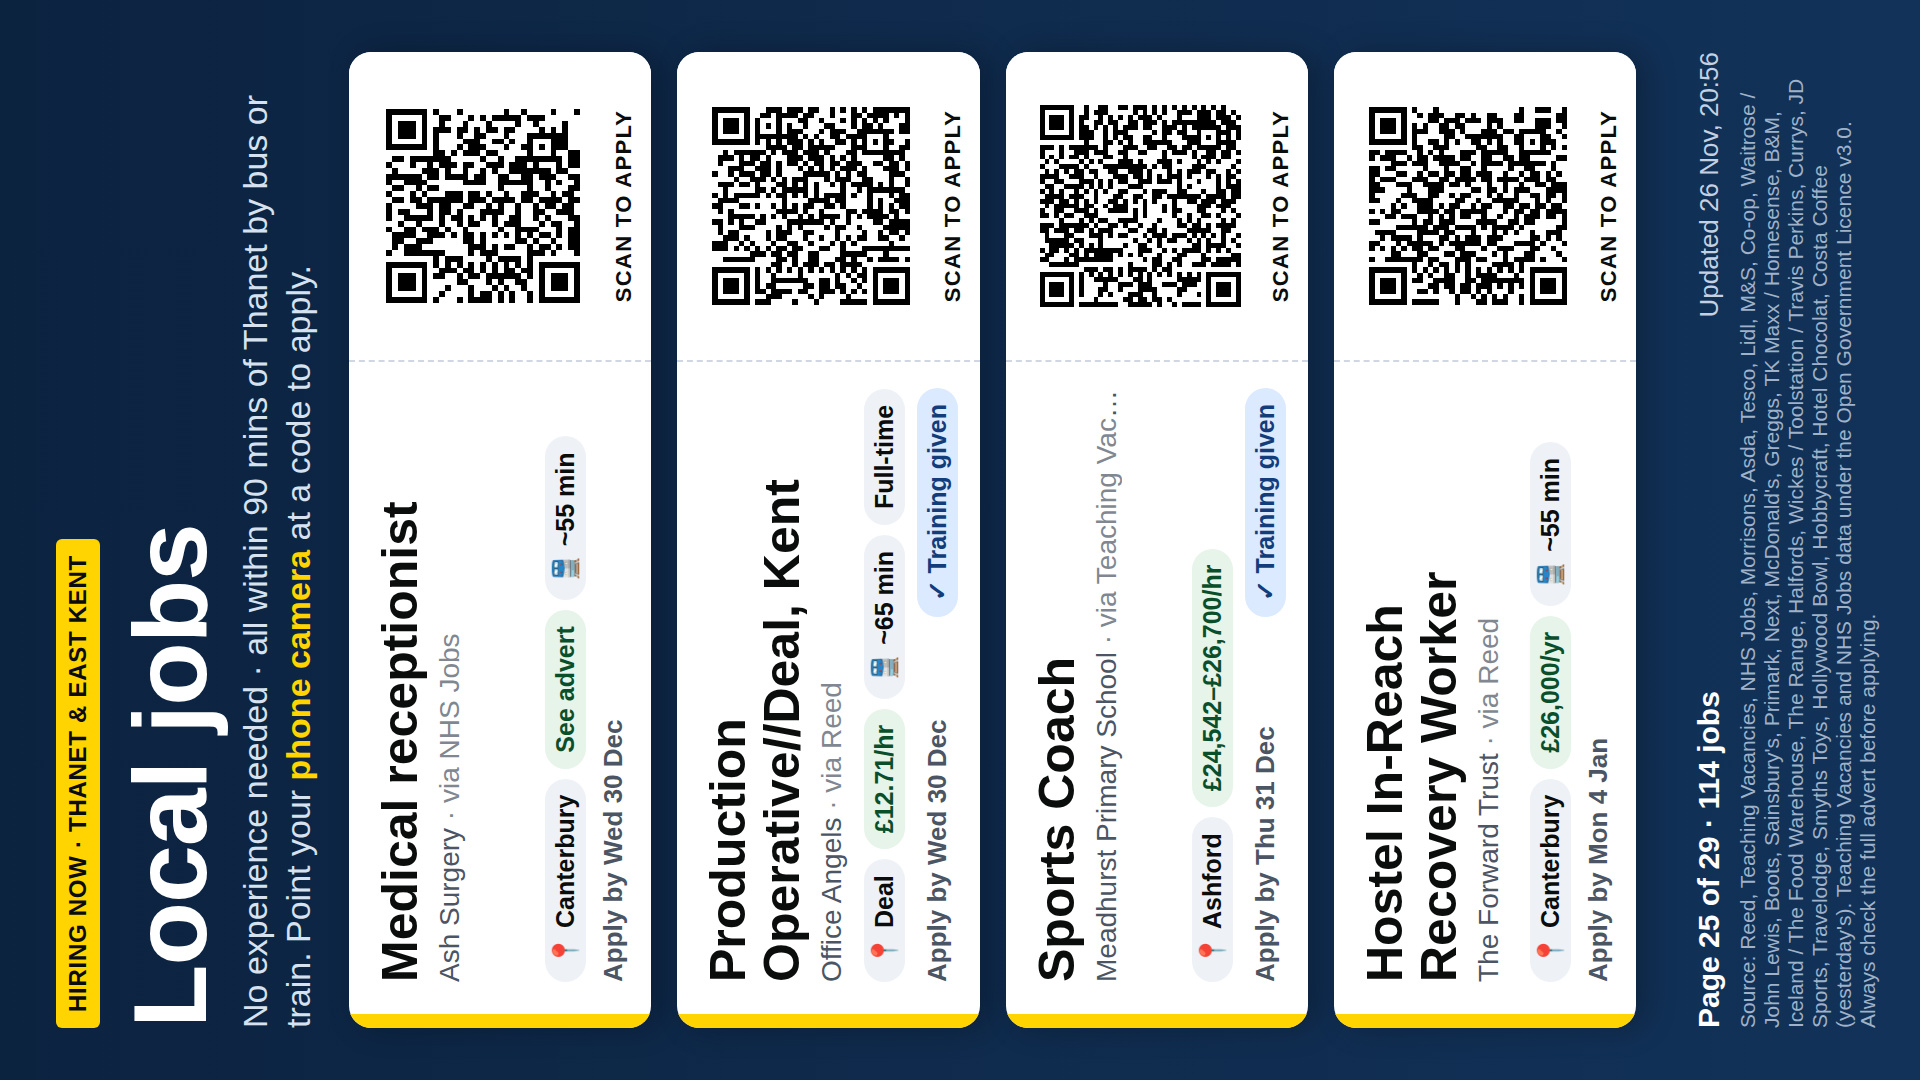 HIRING NOW · THANET & EAST KENT
Local jobs
No experience needed · all within 90 mins of Thanet by bus or
train. Point your phone camera at a code to apply.
Medical receptionist
Ash Surgery · via NHS Jobs
📍 Canterbury
See advert
🚆 ~55 min
Apply by Wed 30 Dec
SCAN TO APPLY
Production
Operative//Deal, Kent
Office Angels · via Reed
📍 Deal
£12.71/hr
🚆 ~65 min
Full-time
Apply by Wed 30 Dec
✓ Training given
SCAN TO APPLY
Sports Coach
Meadhurst Primary School · via Teaching Vac…
📍 Ashford
£24,542–£26,700/hr
Apply by Thu 31 Dec
✓ Training given
SCAN TO APPLY
Hostel In-Reach
Recovery Worker
The Forward Trust · via Reed
📍 Canterbury
£26,000/yr
🚆 ~55 min
Apply by Mon 4 Jan
SCAN TO APPLY
Page 25 of 29 · 114 jobs
Updated 26 Nov, 20:56
Source: Reed, Teaching Vacancies, NHS Jobs, Morrisons, Asda, Tesco, Lidl, M&S, Co-op, Waitrose /
John Lewis, Boots, Sainsbury's, Primark, Next, McDonald's, Greggs, TK Maxx / Homesense, B&M,
Iceland / The Food Warehouse, The Range, Halfords, Wickes / Toolstation / Travis Perkins, Currys, JD
Sports, Travelodge, Smyths Toys, Hollywood Bowl, Hobbycraft, Hotel Chocolat, Costa Coffee
(yesterday's). Teaching Vacancies and NHS Jobs data under the Open Government Licence v3.0.
Always check the full advert before applying.